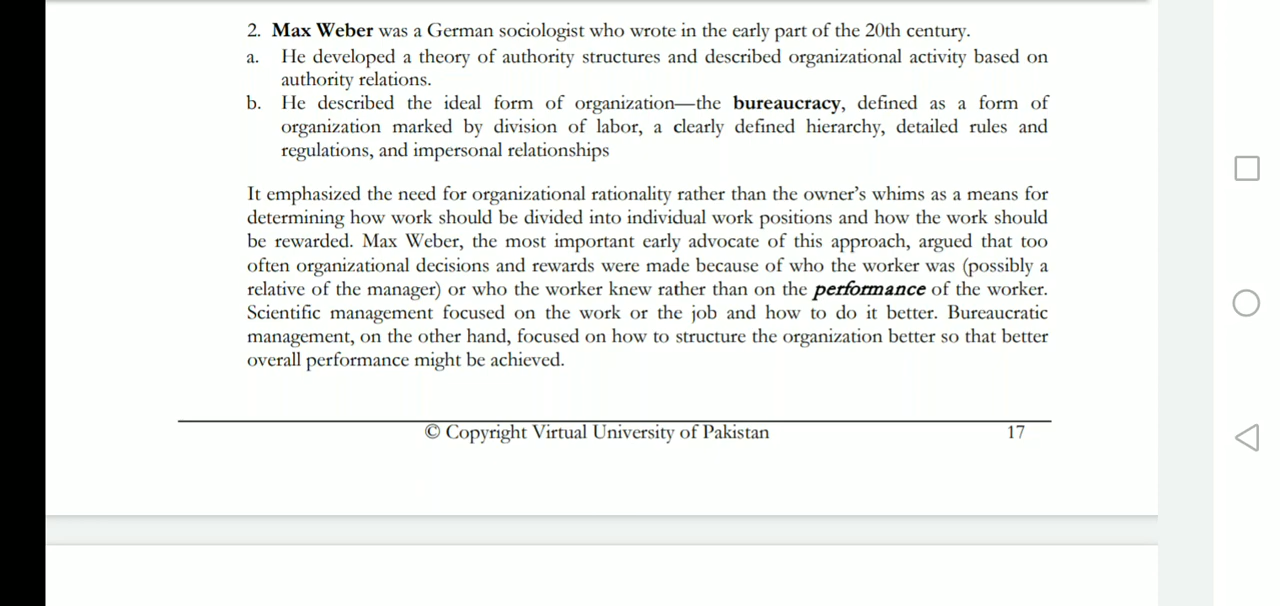 2. Max Weber was a German sociologist who wrote in the early part of the 20th century.
a. He developed a theory of authority structures and described organizational activity based on
authority relations.
b. He described the ideal form of organization—the bureaucracy, defined as a form of
organization marked by division of labor, a clearly defined hierarchy, detailed rules and
regulations, and impersonal relationships
It emphasized the need for organizational rationality rather than the owner's whims as a means for
determining how work should be divided into individual work positions and how the work should
be rewarded. Max Weber, the most important early advocate of this approach, argued that too
often organizational decisions and rewards were made because of who the worker was (possibly a
relative of the manager) or who the worker knew rather than on the performance of the worker.
Scientific management focused on the work or the job and how to do it better. Bureaucratic
management, on the other hand, focused on how to structure the organization better so that better
overall performance might be achieved.
© Copyright Virtual University of Pakistan 17